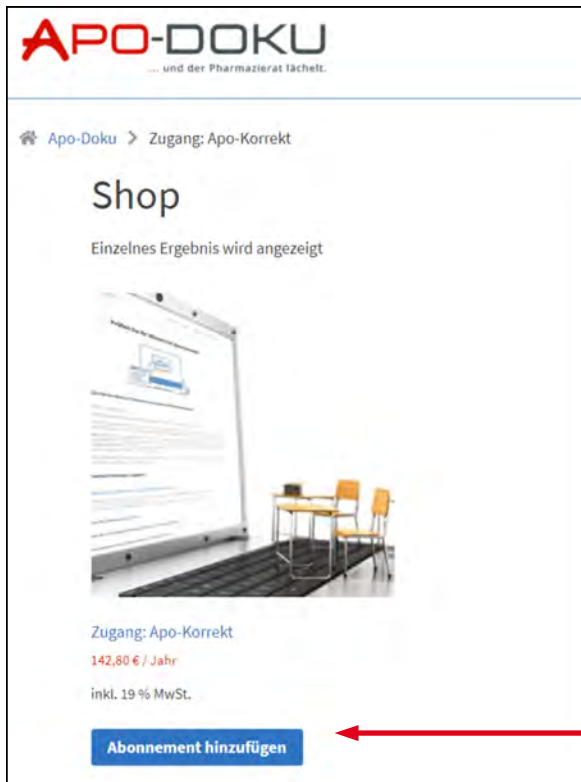 APO-DOKU
... und der Pharmazierat lächelt.
Apo-Doku > Zugang: Apo-Korrekt
Shop
Einzelnes Ergebnis wird angezeigt
Zugang: Apo-Korrekt
142,80 € / Jahr
inkl. 19 % MwSt.
Abonnement hinzufügen